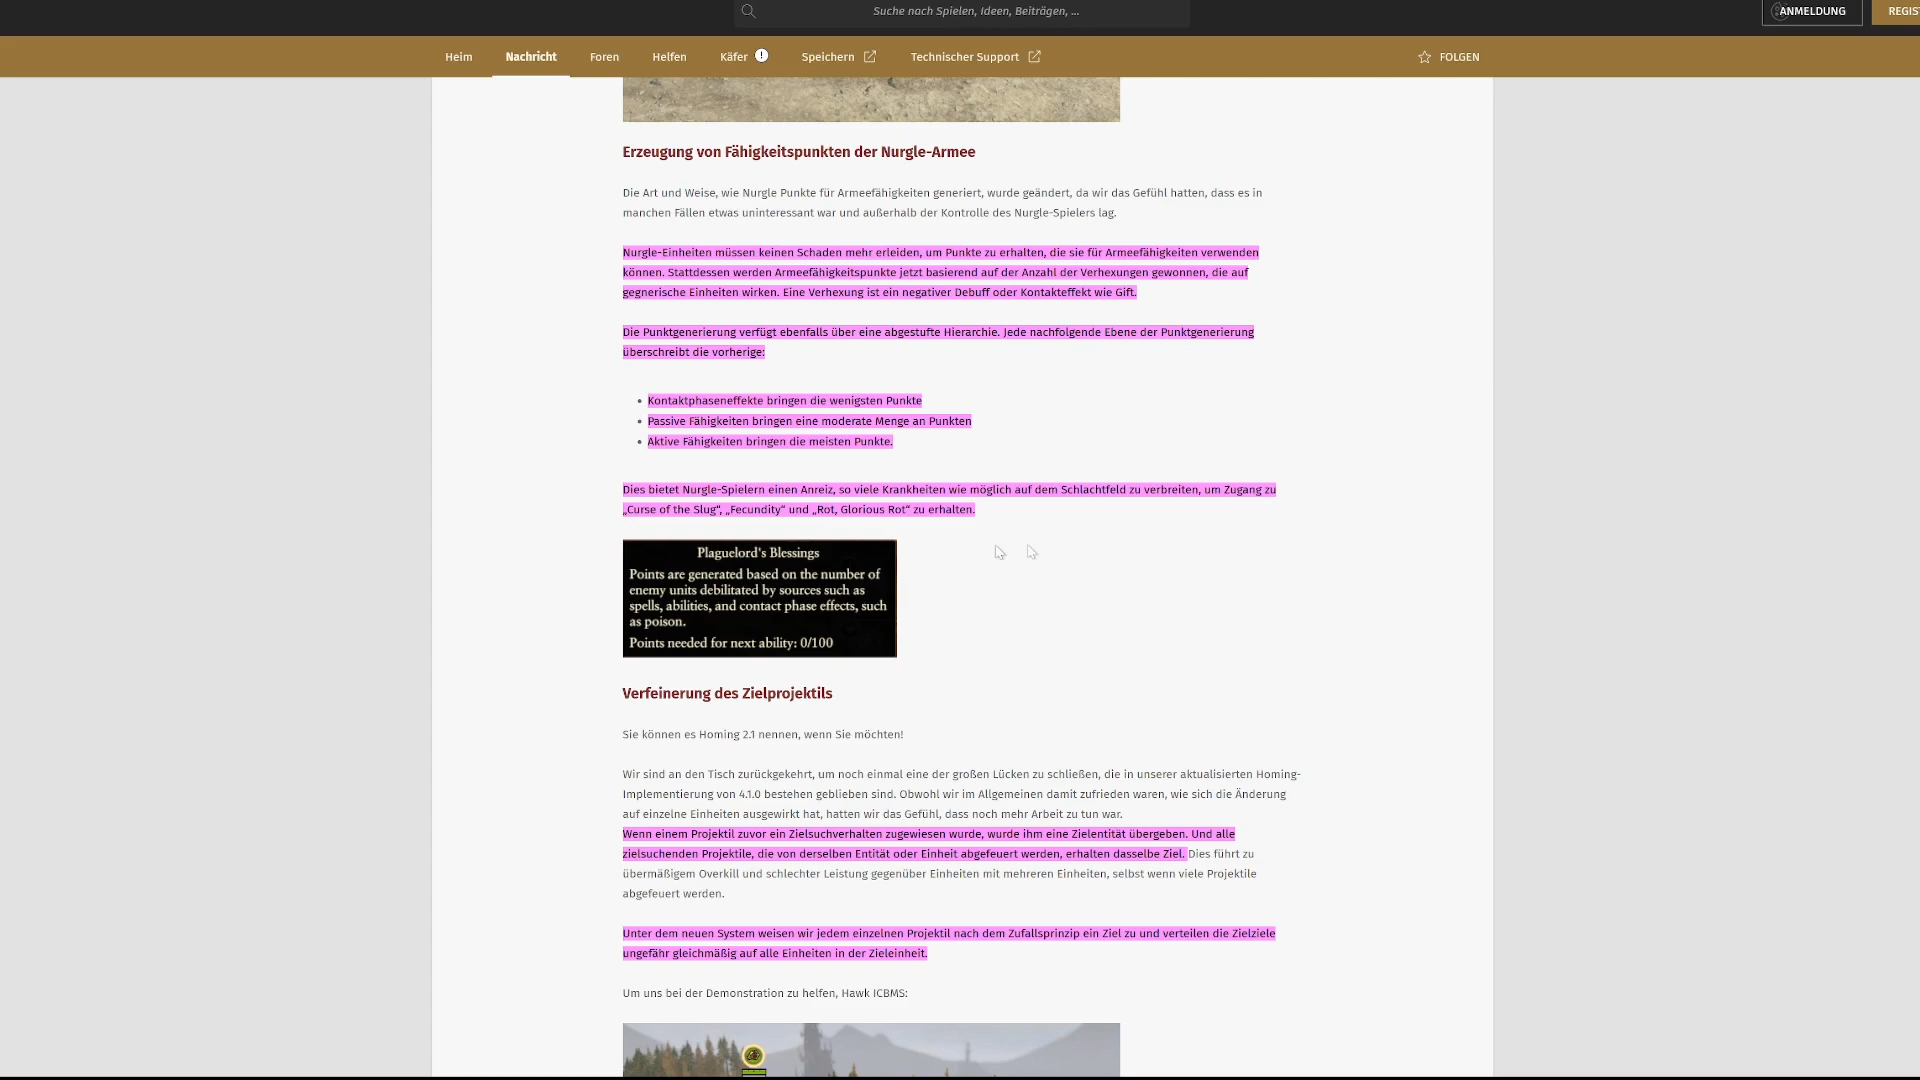 Suche nach Spielen, Ideen, Beiträgen, ...
ANMELDUNG
REGIS
Heim
Nachricht
Foren
Helfen
Käfer
!
Speichern
Technischer Support
FOLGEN
Erzeugung von Fähigkeitspunkten der Nurgle-Armee
Die Art und Weise, wie Nurgle Punkte für Armeefähigkeiten generiert, wurde geändert, da wir das Gefühl hatten, dass es in
manchen Fällen etwas uninteressant war und außerhalb der Kontrolle des Nurgle-Spielers lag.
Nurgle-Einheiten müssen keinen Schaden mehr erleiden, um Punkte zu erhalten, die sie für Armeefähigkeiten verwenden
können. Stattdessen werden Armeefähigkeitspunkte jetzt basierend auf der Anzahl der Verhexungen gewonnen, die auf
gegnerische Einheiten wirken. Eine Verhexung ist ein negativer Debuff oder Kontakteffekt wie Gift.
Die Punktgenerierung verfügt ebenfalls über eine abgestufte Hierarchie. Jede nachfolgende Ebene der Punktgenerierung
überschreibt die vorherige:
• Kontaktphaseneffekte bringen die wenigsten Punkte
• Passive Fähigkeiten bringen eine moderate Menge an Punkten
• Aktive Fähigkeiten bringen die meisten Punkte.
Dies bietet Nurgle-Spielern einen Anreiz, so viele Krankheiten wie möglich auf dem Schlachtfeld zu verbreiten, um Zugang zu
„Curse of the Slug“, „Fecundity“ und „Rot, Glorious Rot“ zu erhalten.
Plaguelord's Blessings
Points are generated based on the number of
enemy units debilitated by sources such as
spells, abilities, and contact phase effects, such
as poison.
Points needed for next ability: 0/100
Verfeinerung des Zielprojektils
Sie können es Homing 2.1 nennen, wenn Sie möchten!
Wir sind an den Tisch zurückgekehrt, um noch einmal eine der großen Lücken zu schließen, die in unserer aktualisierten Homing-
Implementierung von 4.1.0 bestehen geblieben sind. Obwohl wir im Allgemeinen damit zufrieden waren, wie sich die Änderung
auf einzelne Einheiten ausgewirkt hat, hatten wir das Gefühl, dass noch mehr Arbeit zu tun war.
Wenn einem Projektil zuvor ein Zielsuchverhalten zugewiesen wurde, wurde ihm eine Zielentität übergeben. Und alle
zielsuchenden Projektile, die von derselben Entität oder Einheit abgefeuert werden, erhalten dasselbe Ziel. Dies führt zu
übermäßigem Overkill und schlechter Leistung gegenüber Einheiten mit mehreren Einheiten, selbst wenn viele Projektile
abgefeuert werden.
Unter dem neuen System weisen wir jedem einzelnen Projektil nach dem Zufallsprinzip ein Ziel zu und verteilen die Zielziele
ungefähr gleichmäßig auf alle Einheiten in der Zieleinheit.
Um uns bei der Demonstration zu helfen, Hawk ICBMS: